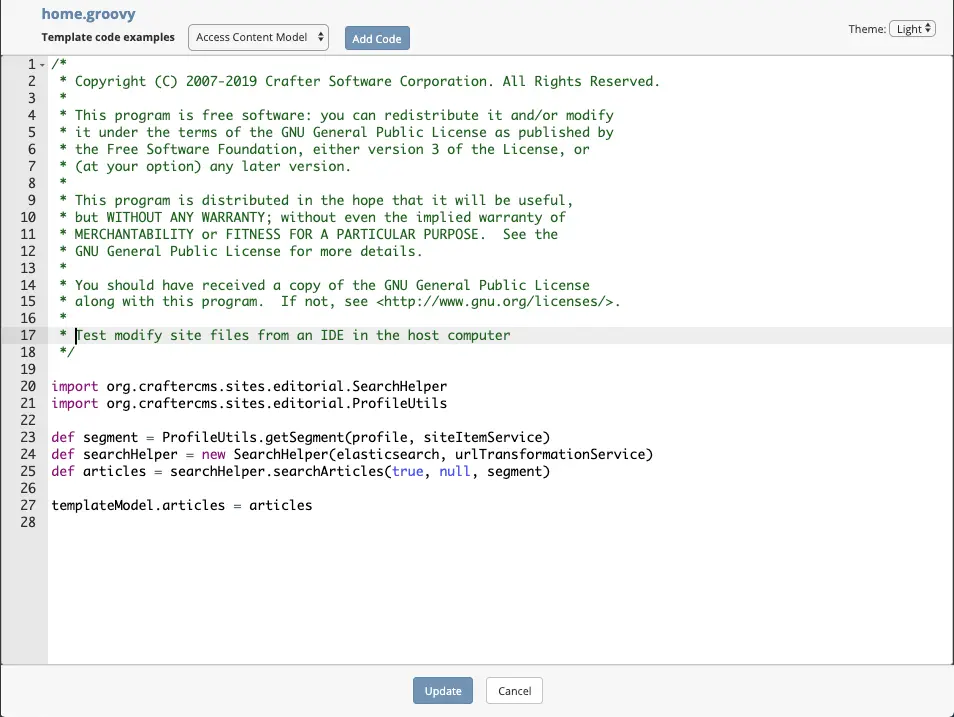 home.groovy
Template code examples Access Content Model Add Code Theme: Light
1 /*
2  * Copyright (C) 2007-2019 Crafter Software Corporation. All Rights Reserved.
3  *
4  * This program is free software: you can redistribute it and/or modify
5  * it under the terms of the GNU General Public License as published by
6  * the Free Software Foundation, either version 3 of the License, or
7  * (at your option) any later version.
8  *
9  * This program is distributed in the hope that it will be useful,
10  * but WITHOUT ANY WARRANTY; without even the implied warranty of
11  * MERCHANTABILITY or FITNESS FOR A PARTICULAR PURPOSE.  See the
12  * GNU General Public License for more details.
13  *
14  * You should have received a copy of the GNU General Public License
15  * along with this program.  If not, see <http://www.gnu.org/licenses/>.
16  *
17  * Test modify site files from an IDE in the host computer
18  */
19
20 import org.craftercms.sites.editorial.SearchHelper
21 import org.craftercms.sites.editorial.ProfileUtils
22
23 def segment = ProfileUtils.getSegment(profile, siteItemService)
24 def searchHelper = new SearchHelper(elasticsearch, urlTransformationService)
25 def articles = searchHelper.searchArticles(true, null, segment)
26
27 templateModel.articles = articles
28
Update Cancel